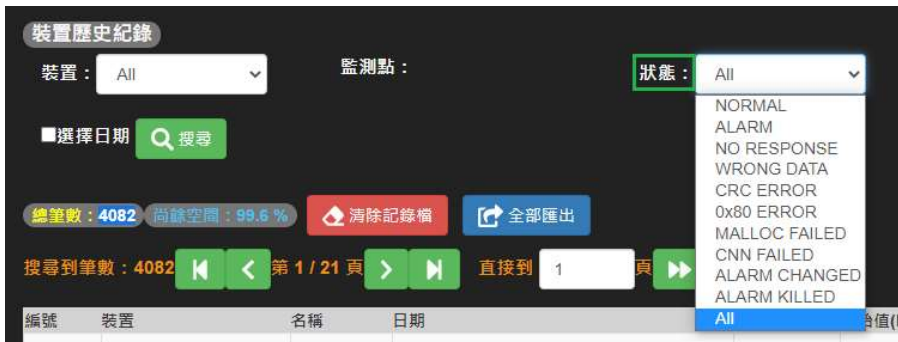 裝置歷史紀錄
裝置： All 監測點： 狀態： All
NORMAL
ALARM
NO RESPONSE
WRONG DATA
CRC ERROR
0x80 ERROR
MALLOC FAILED
CNN FAILED
ALARM CHANGED
ALARM KILLED
All
選擇日期 搜尋
總筆數：4082 尚餘空間：99.6 % 清除記錄檔 全部匯出
搜尋到筆數：4082 第 1 / 21 頁 直接到 1 頁
編號 裝置 名稱 日期